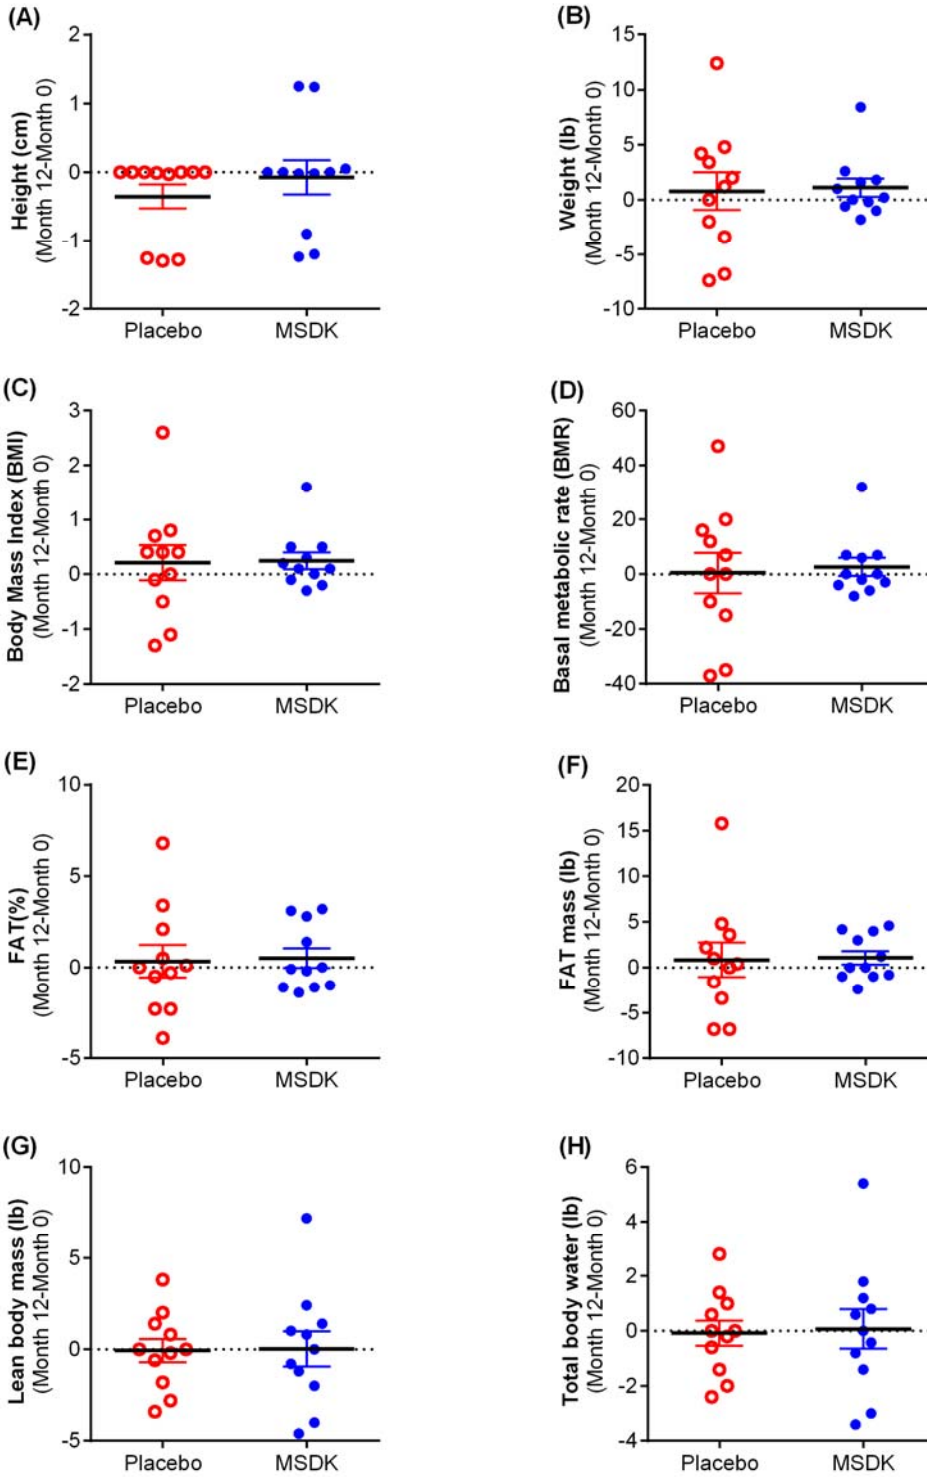 (A)
Height (cm)
(Month 12-Month 0)
2
1
0
-1
-2
Placebo
MSDK
(B)
Weight (lb)
(Month 12-Month 0)
15
10
5
0
-5
-10
Placebo
MSDK
(C)
Body Mass index (BMI)
(Month 12-Month 0)
3
2
1
0
-1
-2
Placebo
MSDK
(D)
Basal metabolic rate (BMR)
(Month 12-Month 0)
60
40
20
0
-20
-40
Placebo
MSDK
(E)
FAT(%)
(Month 12-Month 0)
10
5
0
-5
Placebo
MSDK
(F)
FAT mass (lb)
(Month 12-Month 0)
20
15
10
5
0
-5
-10
Placebo
MSDK
(G)
Lean body mass (lb)
(Month 12-Month 0)
10
5
0
-5
Placebo
MSDK
(H)
Total body water (lb)
(Month 12-Month 0)
6
4
2
0
-2
-4
Placebo
MSDK